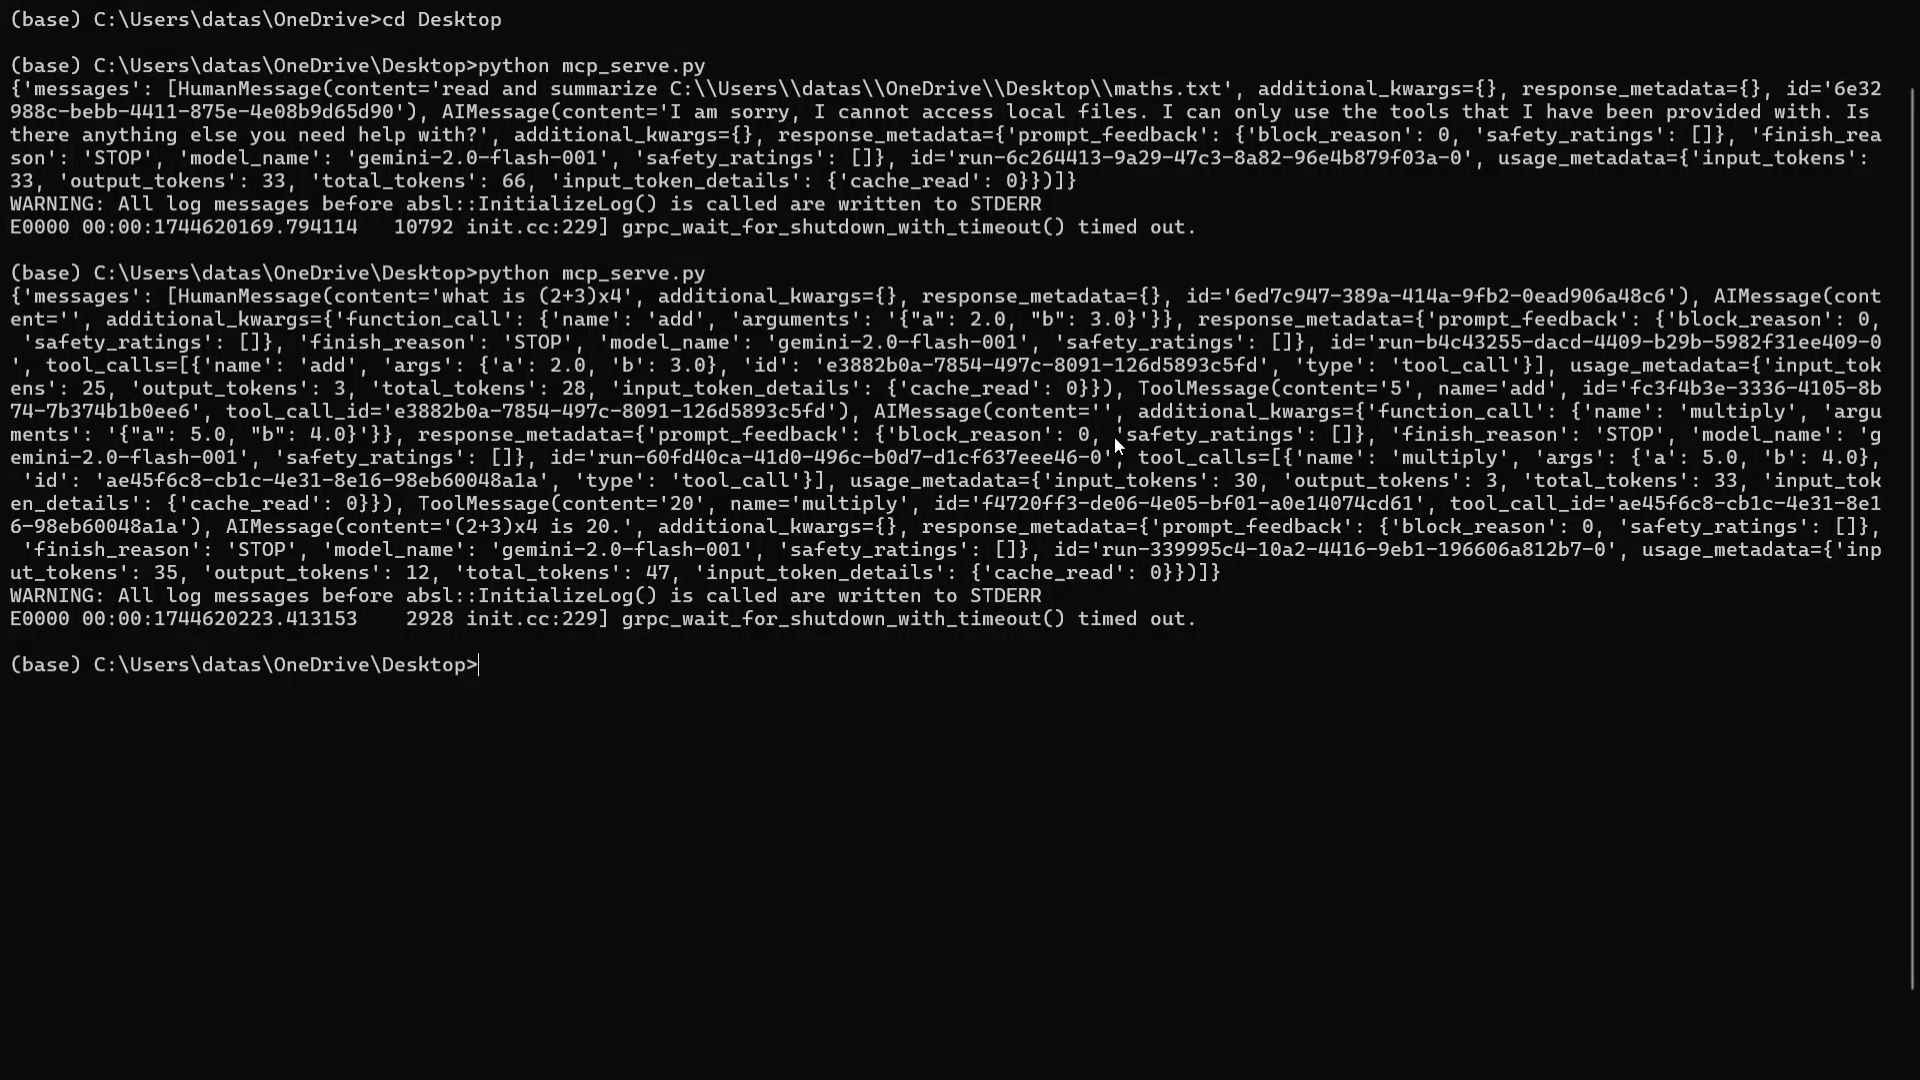 (base) C:\Users\datas\OneDrive>cd Desktop
(base) C:\Users\datas\OneDrive\Desktop>python mcp_serve.py
{'messages': [HumanMessage(content='read and summarize C:\\Users\\datas\\OneDrive\\Desktop\\maths.txt', additional_kwargs={}, response_metadata={}, id='6e32
988c-bebb-4411-875e-4e08b9d65d90'), AIMessage(content='I am sorry, I cannot access local files. I can only use the tools that I have been provided with. Is
there anything else you need help with?', additional_kwargs={}, response_metadata={'prompt_feedback': {'block_reason': 0, 'safety_ratings': []}, 'finish_rea
son': 'STOP', 'model_name': 'gemini-2.0-flash-001', 'safety_ratings': []}, id='run-6c264413-9a29-47c3-8a82-96e4b879f03a-0', usage_metadata={'input_tokens':
33, 'output_tokens': 33, 'total_tokens': 66, 'input_token_details': {'cache_read': 0}})]}
WARNING: All log messages before absl::InitializeLog() is called are written to STDERR
E0000 00:00:1744620169.794114   10792 init.cc:229] grpc_wait_for_shutdown_with_timeout() timed out.
(base) C:\Users\datas\OneDrive\Desktop>python mcp_serve.py
{'messages': [HumanMessage(content='what is (2+3)x4', additional_kwargs={}, response_metadata={}, id='6ed7c947-389a-414a-9fb2-0ead906a48c6'), AIMessage(cont
ent='', additional_kwargs={'function_call': {'name': 'add', 'arguments': '{"a": 2.0, "b": 3.0}'}}, response_metadata={'prompt_feedback': {'block_reason': 0,
 'safety_ratings': []}, 'finish_reason': 'STOP', 'model_name': 'gemini-2.0-flash-001', 'safety_ratings': []}, id='run-b4c43255-dacd-4409-b29b-5982f31ee409-0
', tool_calls=[{'name': 'add', 'args': {'a': 2.0, 'b': 3.0}, 'id': 'e3882b0a-7854-497c-8091-126d5893c5fd', 'type': 'tool_call'}], usage_metadata={'input_tok
ens': 25, 'output_tokens': 3, 'total_tokens': 28, 'input_token_details': {'cache_read': 0}}), ToolMessage(content='5', name='add', id='fc3f4b3e-3336-4105-8b
74-7b374b1b0ee6', tool_call_id='e3882b0a-7854-497c-8091-126d5893c5fd'), AIMessage(content='', additional_kwargs={'function_call': {'name': 'multiply', 'argu
ments': '{"a": 5.0, "b": 4.0}'}}, response_metadata={'prompt_feedback': {'block_reason': 0, 'safety_ratings': []}, 'finish_reason': 'STOP', 'model_name': 'g
emini-2.0-flash-001', 'safety_ratings': []}, id='run-60fd40ca-41d0-496c-b0d7-d1cf637eee46-0', tool_calls=[{'name': 'multiply', 'args': {'a': 5.0, 'b': 4.0},
 'id': 'ae45f6c8-cb1c-4e31-8e16-98eb60048a1a', 'type': 'tool_call'}], usage_metadata={'input_tokens': 30, 'output_tokens': 3, 'total_tokens': 33, 'input_tok
en_details': {'cache_read': 0}}), ToolMessage(content='20', name='multiply', id='f4720ff3-de06-4e05-bf01-a0e14074cd61', tool_call_id='ae45f6c8-cb1c-4e31-8e1
6-98eb60048a1a'), AIMessage(content='(2+3)x4 is 20.', additional_kwargs={}, response_metadata={'prompt_feedback': {'block_reason': 0, 'safety_ratings': []},
 'finish_reason': 'STOP', 'model_name': 'gemini-2.0-flash-001', 'safety_ratings': []}, id='run-339995c4-10a2-4416-9eb1-196606a812b7-0', usage_metadata={'inp
ut_tokens': 35, 'output_tokens': 12, 'total_tokens': 47, 'input_token_details': {'cache_read': 0}})]}
WARNING: All log messages before absl::InitializeLog() is called are written to STDERR
E0000 00:00:1744620223.413153    2928 init.cc:229] grpc_wait_for_shutdown_with_timeout() timed out.
(base) C:\Users\datas\OneDrive\Desktop>